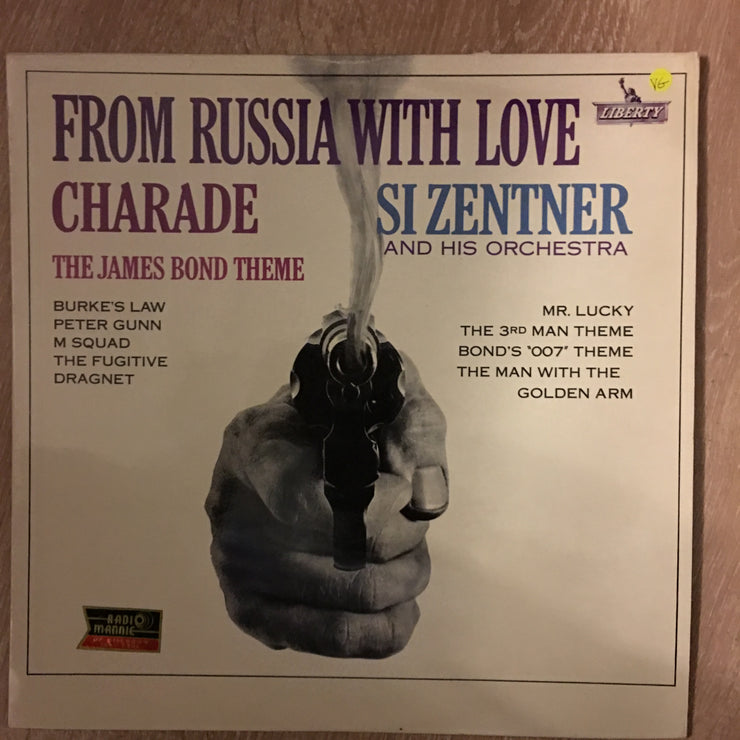 VG
LIBERTY
FROM RUSSIA WITH LOVE
CHARADE
SI ZENTNER
AND HIS ORCHESTRA
THE JAMES BOND THEME
BURKE'S LAW
PETER GUNN
M SQUAD
THE FUGITIVE
DRAGNET
MR. LUCKY
THE 3RD MAN THEME
BOND'S "007" THEME
THE MAN WITH THE
GOLDEN ARM
RADIO
MANNIE